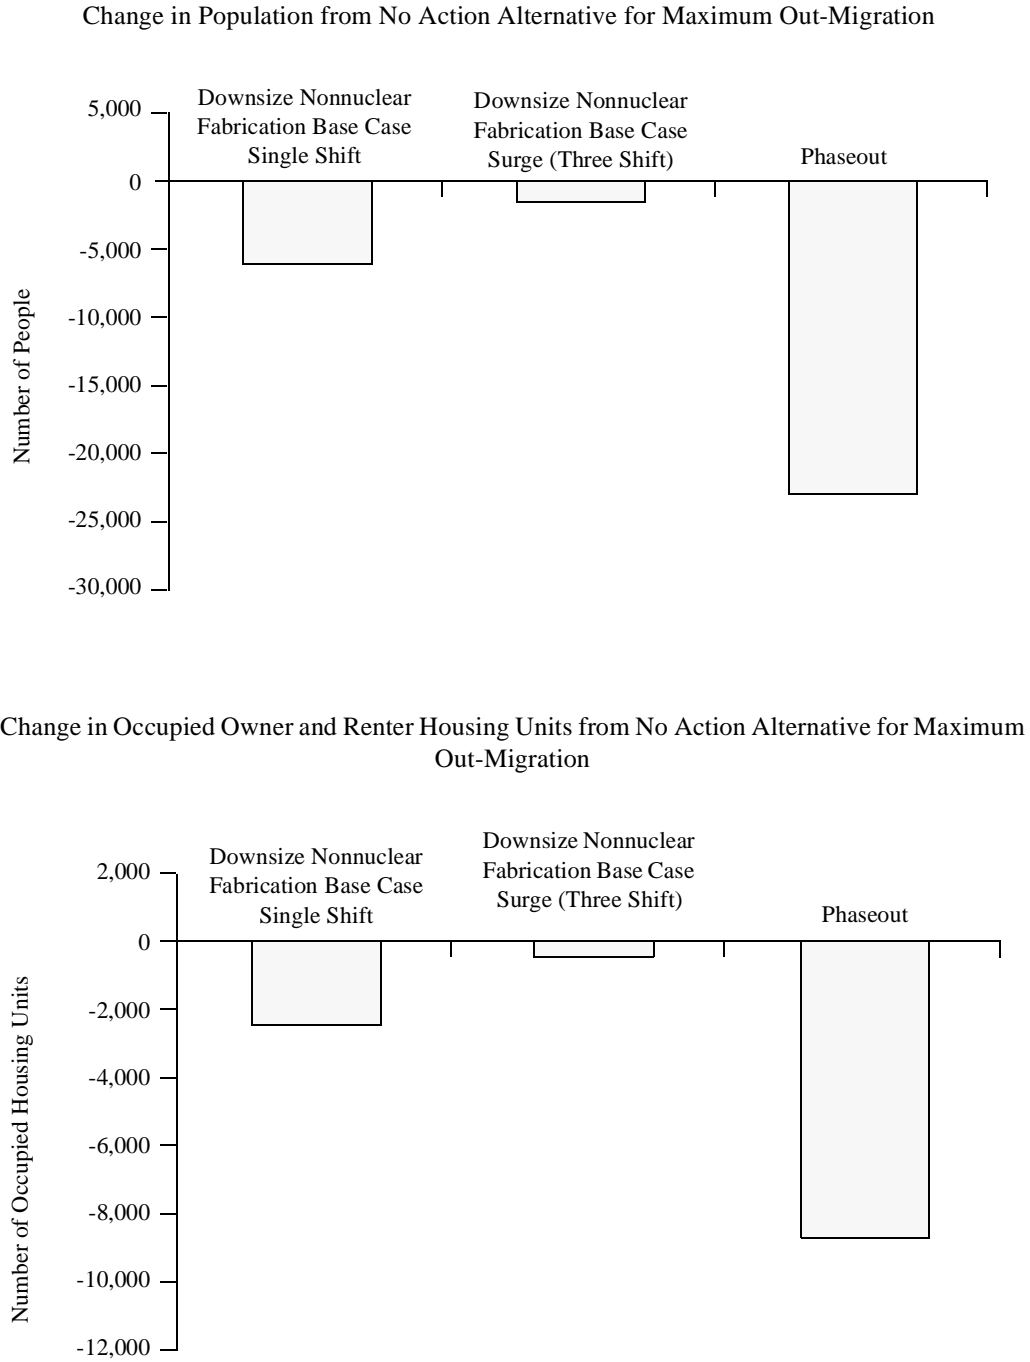 Change in Population from No Action Alternative for Maximum Out-Migration
Downsize Nonnuclear
Fabrication Base Case
Single Shift
Downsize Nonnuclear
Fabrication Base Case
Surge (Three Shift)
Phaseout
5,000
0
-5,000
-10,000
-15,000
-20,000
-25,000
-30,000
Number of People
Change in Occupied Owner and Renter Housing Units from No Action Alternative for Maximum
Out-Migration
Downsize Nonnuclear
Fabrication Base Case
Single Shift
Downsize Nonnuclear
Fabrication Base Case
Surge (Three Shift)
Phaseout
2,000
0
-2,000
-4,000
-6,000
-8,000
-10,000
-12,000
Number of Occupied Housing Units